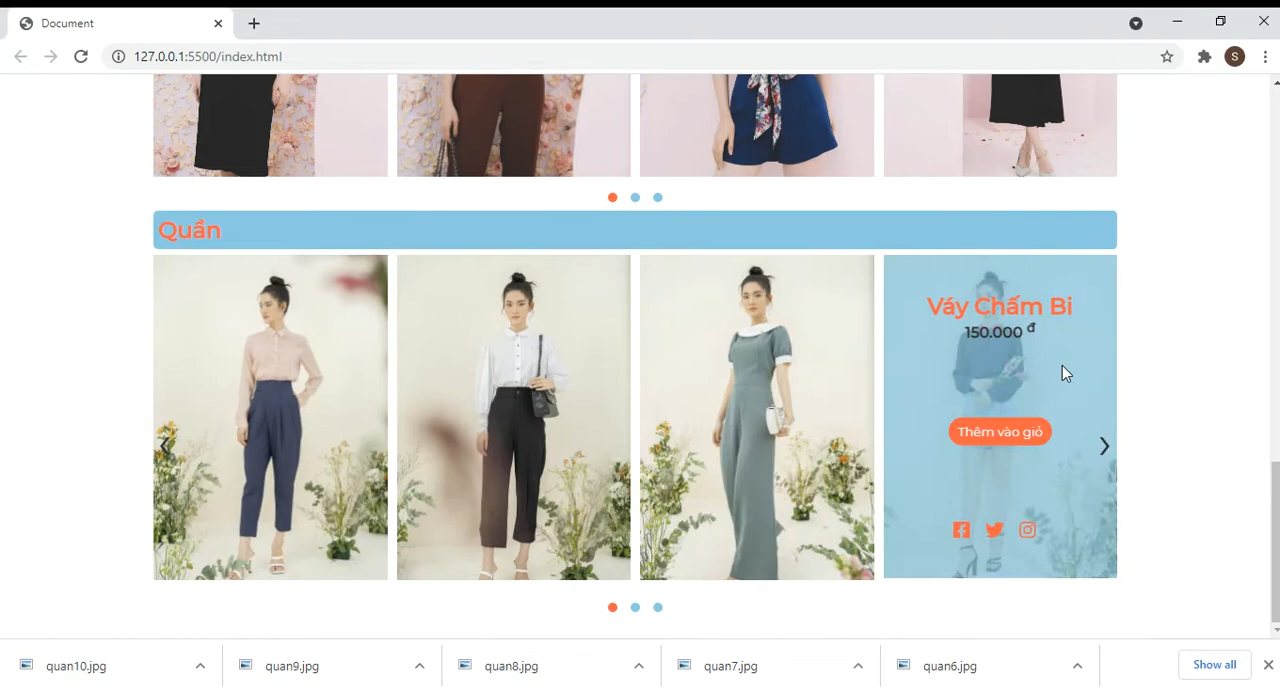 Document
127.0.0.1:5500/index.html
S
Quần
Váy Chấm Bi
150.000 đ
Thêm vào giỏ
quan10.jpg
quan9.jpg
quan8.jpg
quan7.jpg
quan6.jpg
Show all